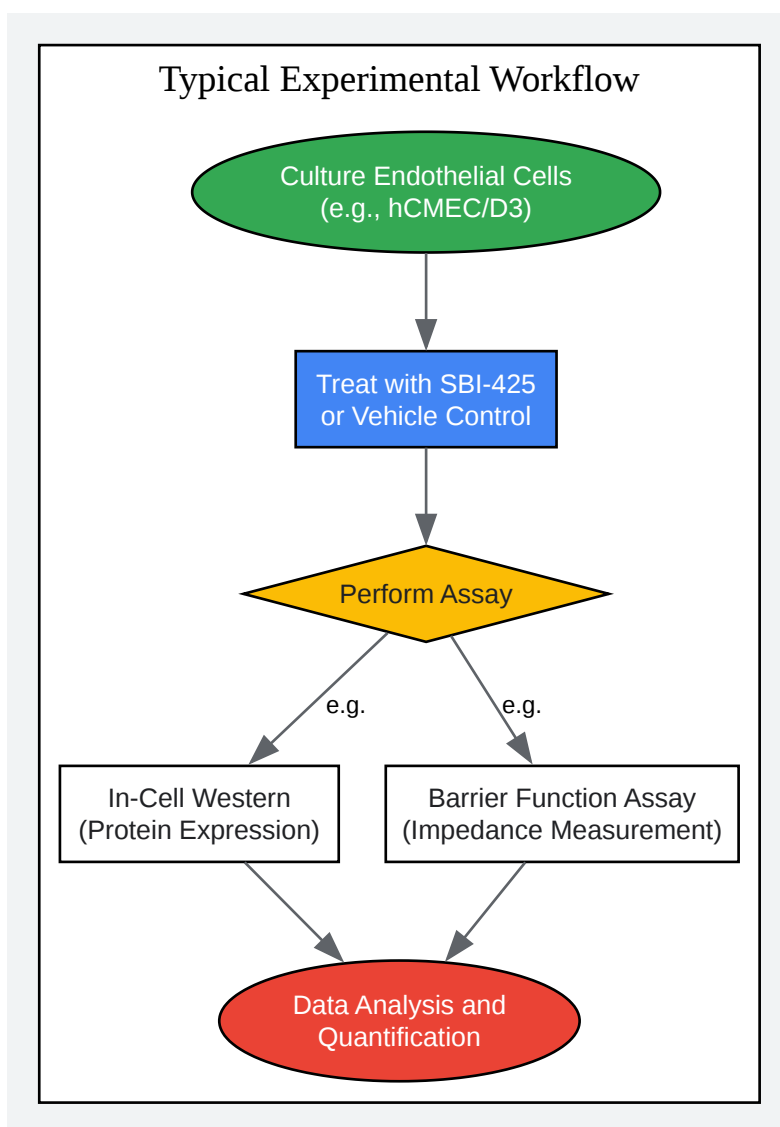 Typical Experimental Workflow
Culture Endothelial Cells
(e.g., hCMEC/D3)
Treat with SBI-425
or Vehicle Control
Perform Assay
e.g.
e.g.
In-Cell Western
(Protein Expression)
Barrier Function Assay
(Impedance Measurement)
Data Analysis and
Quantification